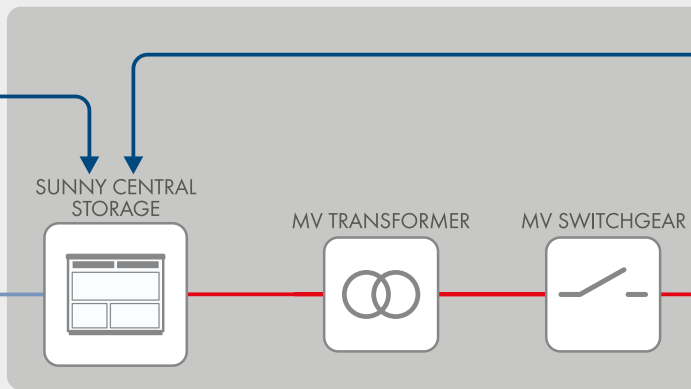 SUNNY CENTRAL
STORAGE
MV TRANSFORMER
MV SWITCHGEAR